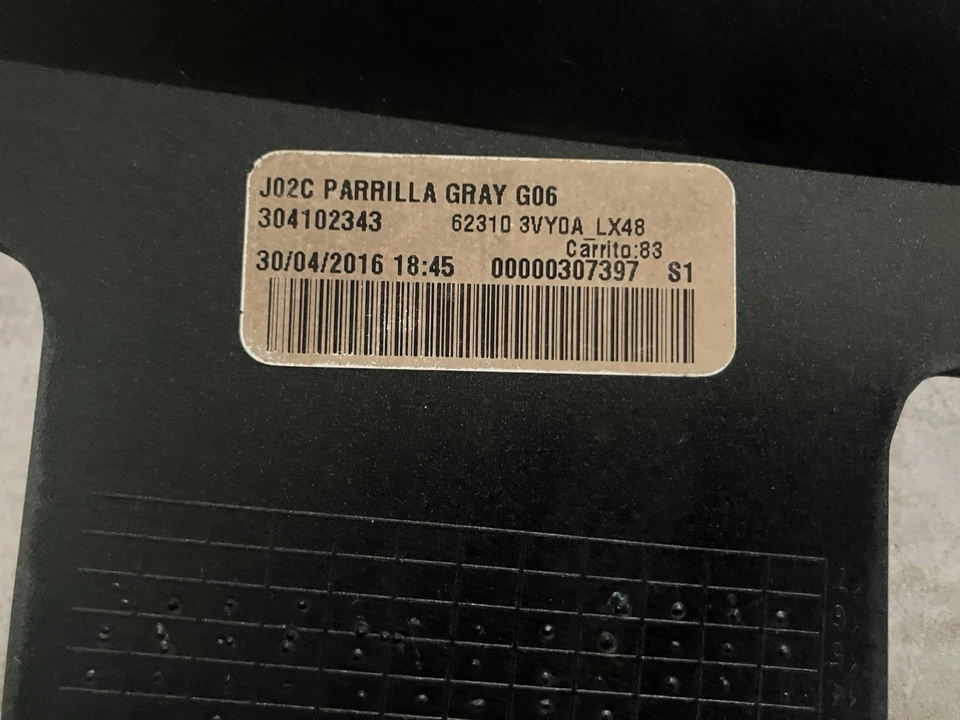 J02C PARRILLA GRAY G06
304102343 62310 3VY0A_LX48
Carrito:83
30/04/2016 18:45 00000307397 S1